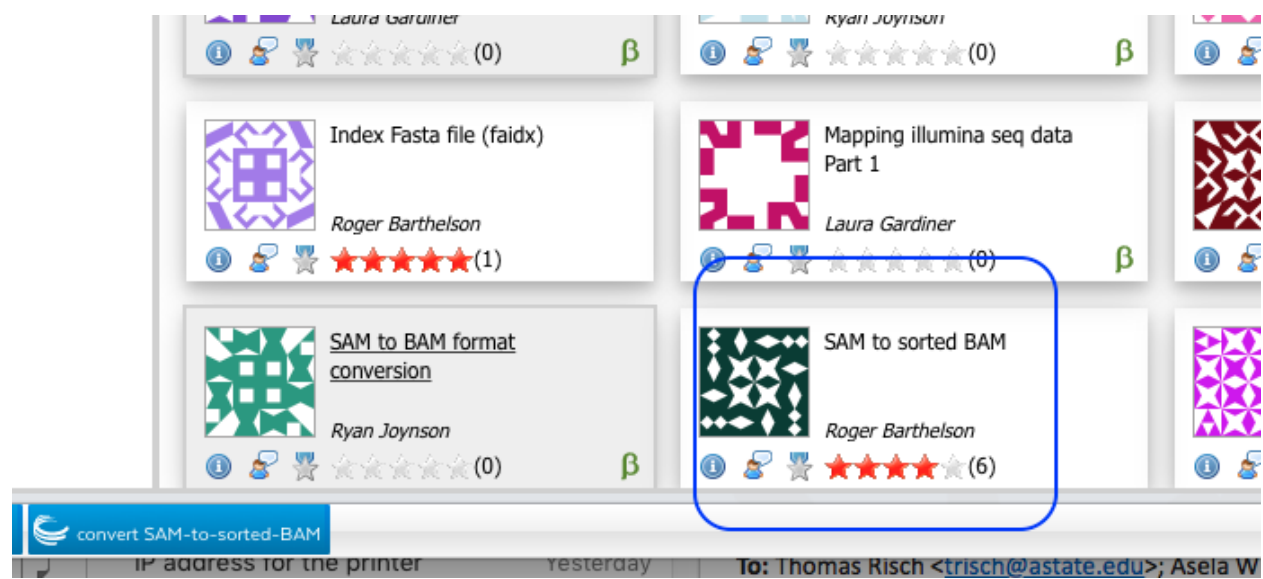 Laura Gardiner
Ryan Joynson
(0)
β
(0)
β
Index Fasta file (faidx)
Roger Barthelson
(1)
Mapping illumina seq data
Part 1
Laura Gardiner
(0)
β
SAM to BAM format
conversion
Ryan Joynson
(0)
β
SAM to sorted BAM
Roger Barthelson
(6)
convert SAM-to-sorted-BAM
IP address for the printer
Yesterday
To: Thomas Risch <trisch@astate.edu>; Asela W